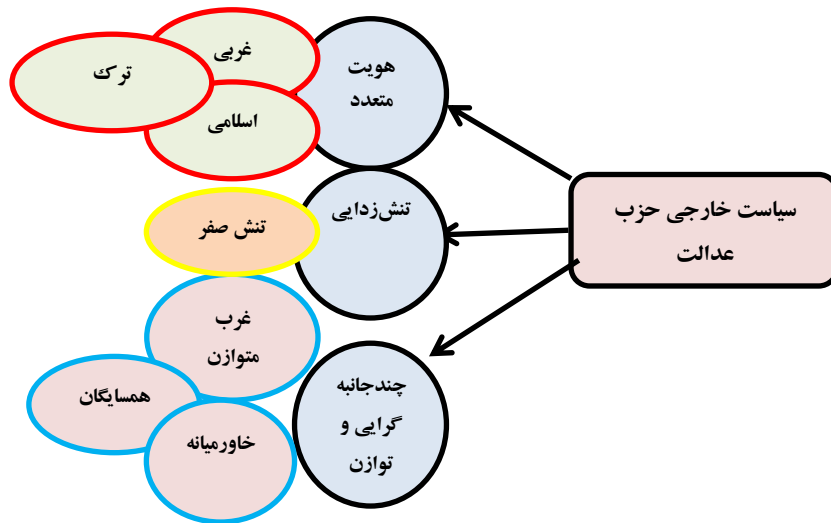 سیاست خارجی حزب
عدالت
هویت
متعدد
غربی
ترک
اسلامی
تنش‌زدایی
تنش صفر
چندجانبه
گرایی و
توازن
غرب
متوازن
همسایگان
خاورمیانه